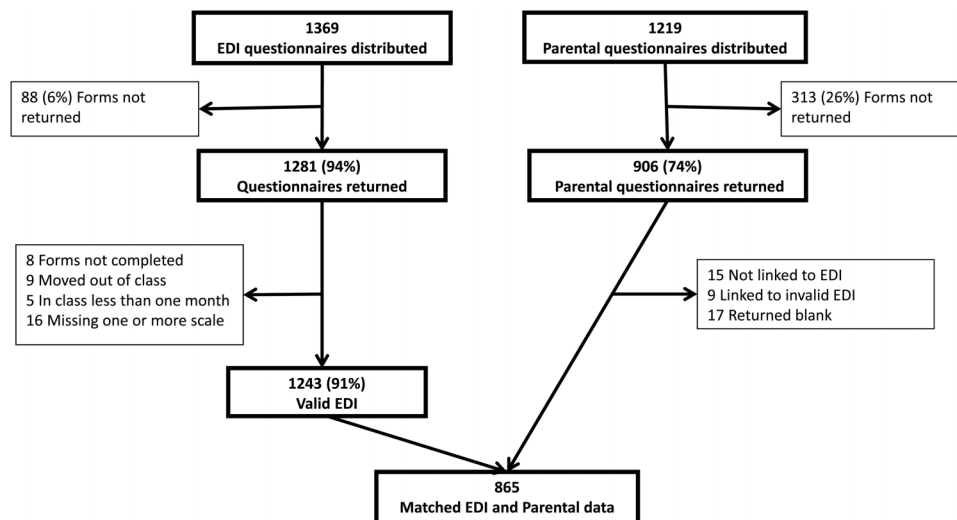 1369
EDI questionnaires distributed
1219
Parental questionnaires distributed
88 (6%) Forms not
returned
313 (26%) Forms not
returned
1281 (94%)
Questionnaires returned
906 (74%)
Parental questionnaires returned
8 Forms not completed
9 Moved out of class
5 In class less than one month
16 Missing one or more scale
15 Not linked to EDI
9 Linked to invalid EDI
17 Returned blank
1243 (91%)
Valid EDI
865
Matched EDI and Parental data